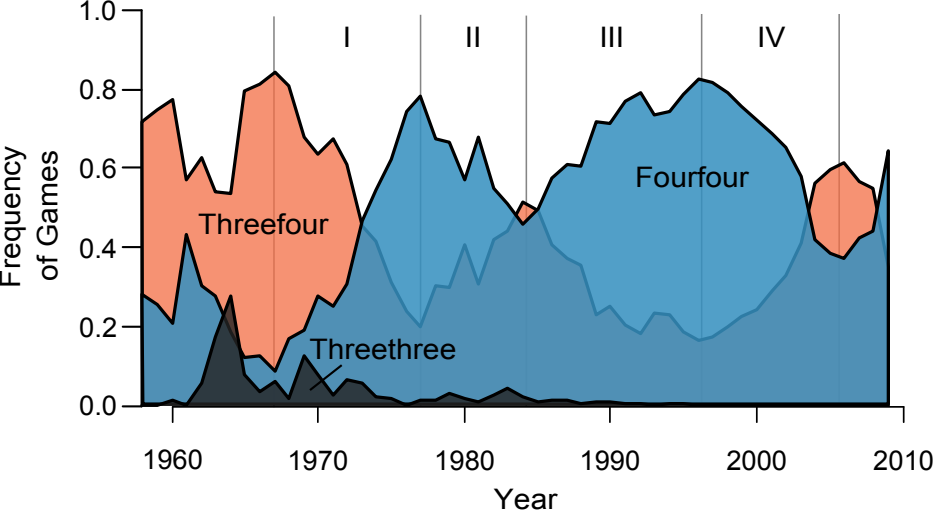 1.0
I II III IV
0.8
0.6
Fourfour
Threefour
0.4
0.2
Threethree
0.0
Frequency
of Games
1960 1970 1980 1990 2000 2010
Year